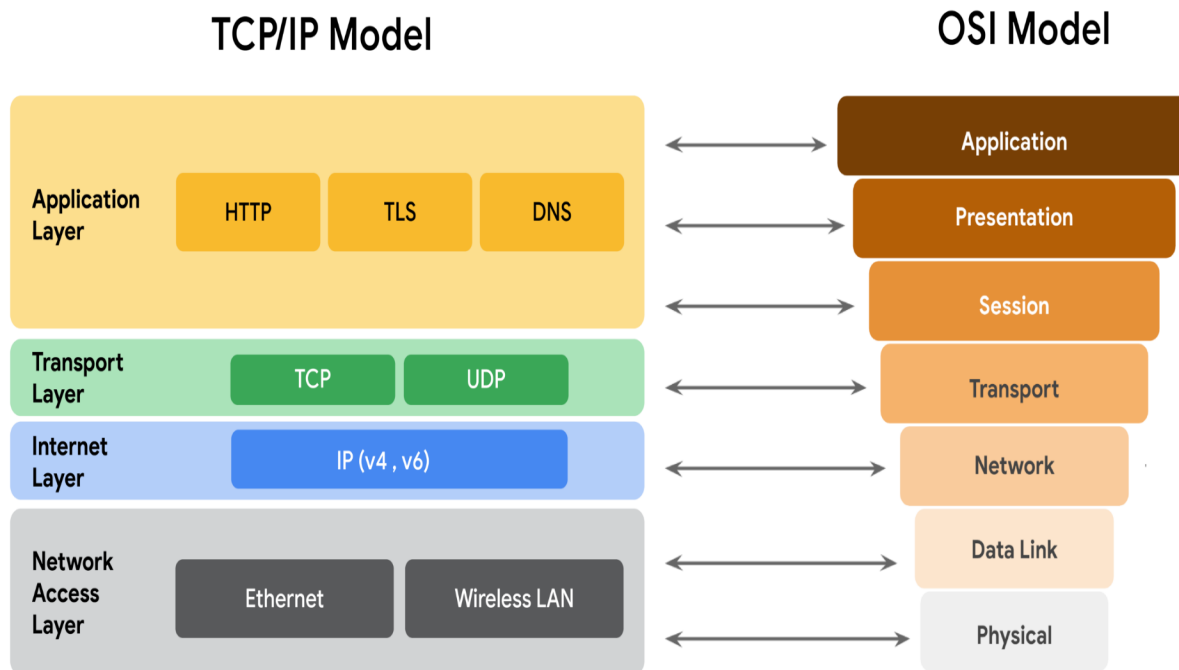 TCP/IP Model
OSI Model
Application
Layer
HTTP
TLS
DNS
Transport
Layer
TCP
UDP
Internet
Layer
IP (v4 , v6)
Network
Access
Layer
Ethernet
Wireless LAN
Application
Presentation
Session
Transport
Network
Data Link
Physical